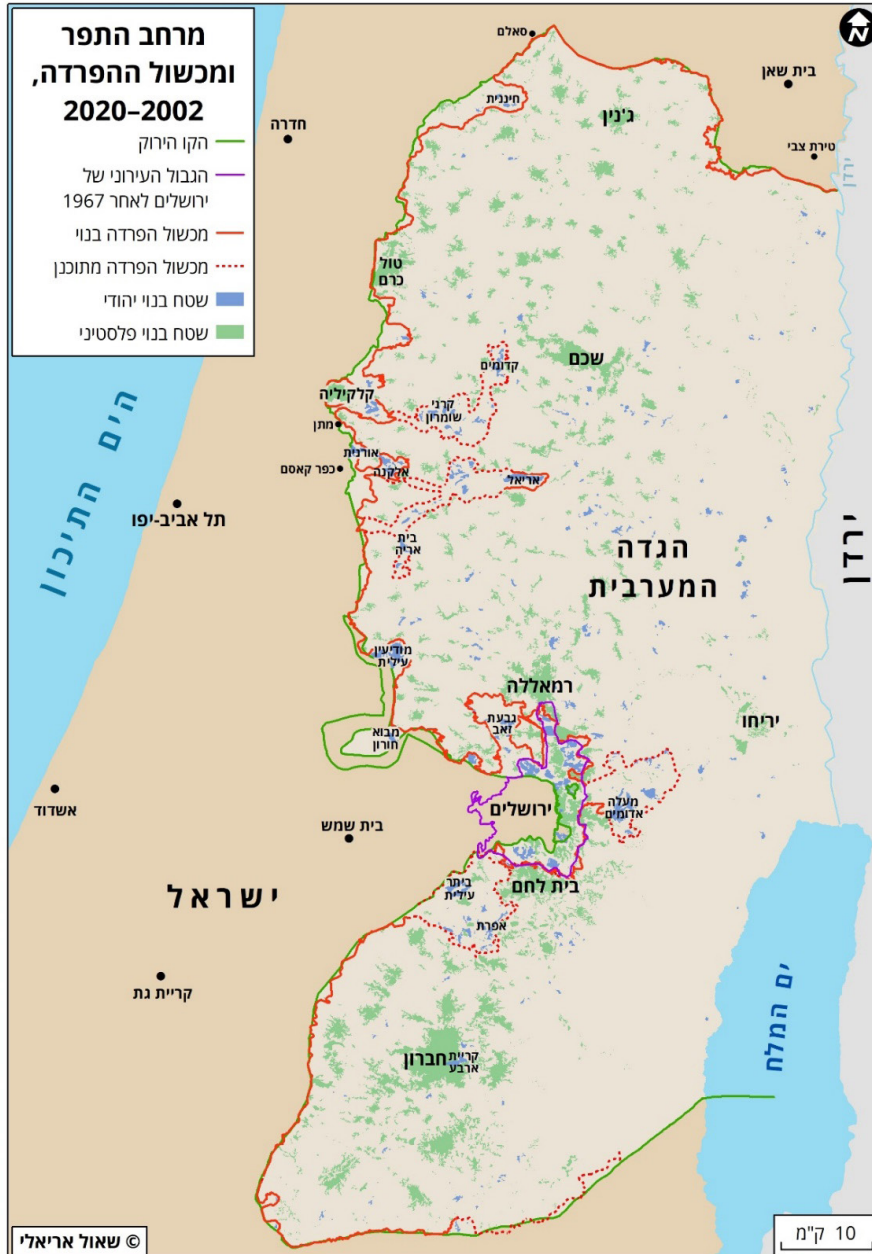 מרחב התפר
ומכשול ההפרדה,
2020–2002
הקו הירוק
הגבול העירוני של
ירושלים לאחר 1967
מכשול הפרדה בנוי
מכשול הפרדה מתוכנן
שטח בנוי יהודי
שטח בנוי פלסטיני
N
סאלם
בית שאן
חיננית
ג'נין
חדרה
טירת צבי
ירדן
טול
כרם
שכם
קדומים
קלקיליה
קרני
שומרון
מתן
אורנית
כפר קאסם
אלקנה
אריאל
הים התיכון
תל אביב-יפו
בית
אריה
הגדה
המערבית
ירדן
מודיעין
עילית
רמאללה
גבעת
זאב
יריחו
מבוא
חורון
אשדוד
ירושלים
מעלה
אדומים
בית שמש
ביתר
עילית
בית לחם
ישראל
אפרת
קריית גת
ים המלח
חברון
קריית
ארבע
10 ק"מ
© שאול אריאלי